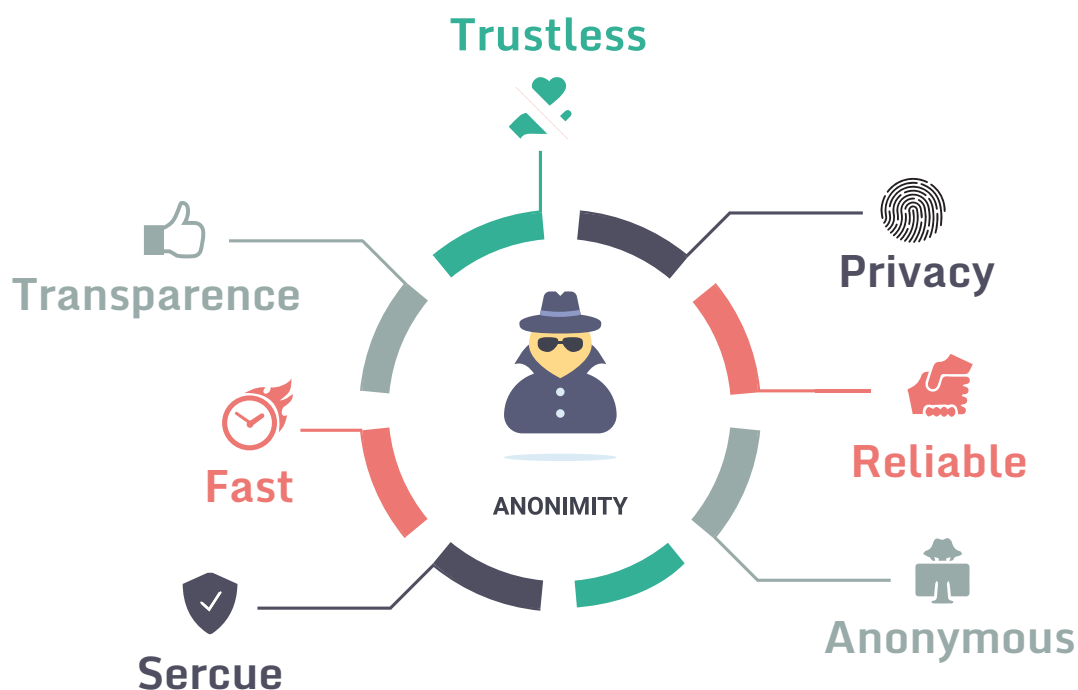 Trustless
Privacy
Transparence
Reliable
Fast
ANONIMITY
Anonymous
Sercue